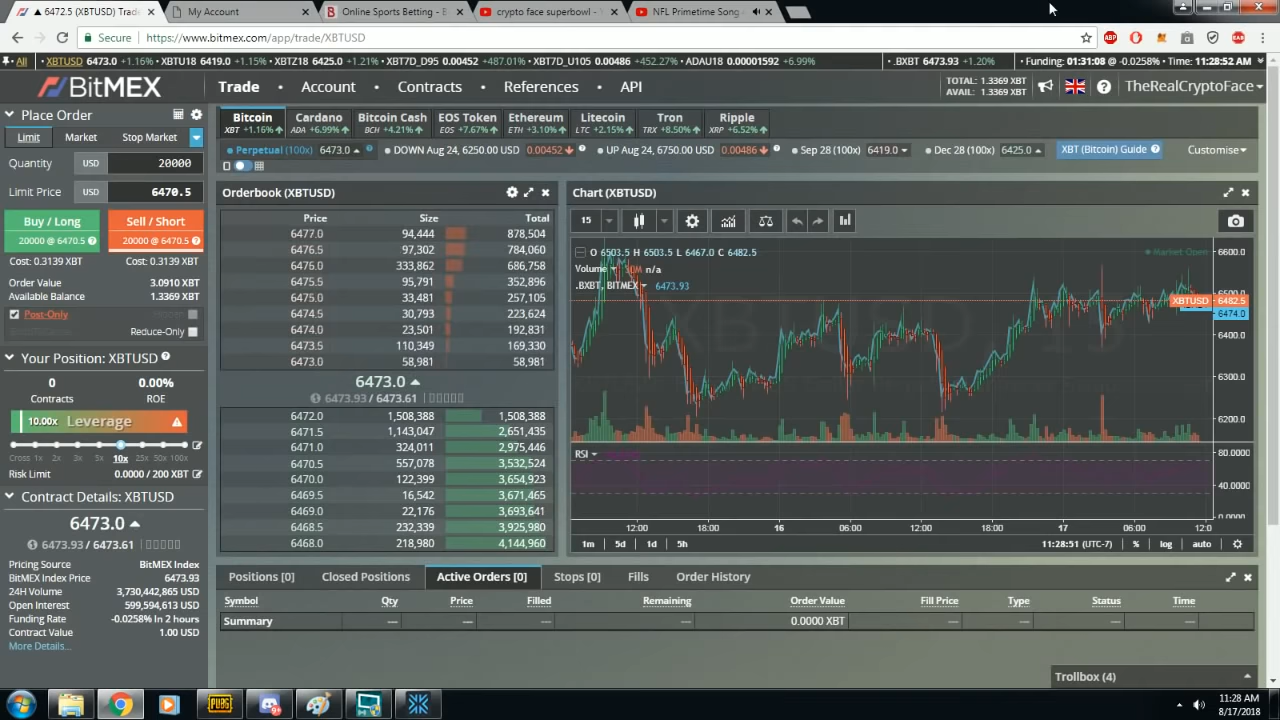 6472.5 (XBTUSD) Trade
My Account
Online Sports Betting -
crypto face superbowl - Y
NFL Primetime Song
Secure
https://www.bitmex.com/app/trade/XBTUSD
All XBTUSD 6473.0 +1.16% XBTU18 6419.0 +1.15% XBTZ18 6425.0 +1.21% XBT7D_D95 0.00452 +487.01% XBT7D_U105 0.00486 +452.27% ADAU18 0.00001592 +6.99%
.BXBT 6473.93 +1.20% Funding: 01:31:08 @ -0.0258% Time: 11:28:52 AM
BitMEX
Trade • Account • Contracts • References • API
TOTAL: 1.3369 XBT
AVAIL: 1.3369 XBT
TheRealCryptoFace
Place Order
Limit Market Stop Market
Quantity USD 20000
Limit Price USD 6470.5
Buy / Long
20000 @ 6470.5
Sell / Short
20000 @ 6470.5
Cost: 0.3139 XBT Cost: 0.3139 XBT
Order Value 3.0910 XBT
Available Balance 1.3369 XBT
Post-Only Hidden
Reduce-Only
Your Position: XBTUSD
0 0.00%
Contracts ROE
10.00x Leverage
Cross 1x 2x 3x 5x 10x 25x 50x 100x
Risk Limit 0.0000 / 200 XBT
Contract Details: XBTUSD
6473.0
6473.93 / 6473.61
Pricing Source BitMEX Index
BitMEX Index Price 6473.93
24H Volume 3,730,442,865 USD
Open Interest 599,594,613 USD
Funding Rate -0.0258% In 2 hours
Contract Value 1.00 USD
More Details...
Bitcoin Cardano Bitcoin Cash EOS Token Ethereum Litecoin Tron Ripple
XBT +1.16% ADA +6.99% BCH +4.21% EOS +7.67% ETH +3.10% LTC +2.15% TRX +8.50% XRP +6.52%
Perpetual (100x) 6473.0 DOWN Aug 24, 6250.00 USD 0.00452 UP Aug 24, 6750.00 USD 0.00486 Sep 28 (100x) 6419.0 Dec 28 (100x) 6425.0 XBT (Bitcoin) Guide Customise
Orderbook (XBTUSD)
Price Size Total
6477.0 94,444 878,504
6476.5 97,302 784,060
6475.0 333,862 686,758
6475.5 95,791 352,896
6475.0 33,481 257,105
6474.5 30,793 223,624
6474.0 23,501 192,831
6473.5 110,349 169,330
6473.0 58,981 58,981
6473.0
6473.93 / 6473.61
6472.0 1,508,388 1,508,388
6471.5 1,143,047 2,651,435
6471.0 324,011 2,975,446
6470.5 557,078 3,532,524
6470.0 122,399 3,654,923
6469.5 16,542 3,671,465
6469.0 22,176 3,693,641
6468.5 232,339 3,925,980
6468.0 218,980 4,144,960
Chart (XBTUSD)
15
O 6503.5 H 6503.5 L 6467.0 C 6482.5
Market Open
Volume 30M n/a
.BXBT, BITMEX 6473.93
6600.0
6500.0
XBTUSD 6482.5
6474.0
6400.0
6300.0
6200.0
RSI
80.0000
40.0000
0.0000
12:00 18:00 16 06:00 12:00 18:00 17 06:00 12:0
1m 5d 1d 5h 11:28:51 (UTC-7) % log auto
Positions [0] Closed Positions Active Orders [0] Stops [0] Fills Order History
Symbol Qty Price Filled Remaining Order Value Fill Price Type Status Time
Summary — — — — 0.0000 XBT — — — —
Trollbox (4)
PUBG
11:28 AM
8/17/2018